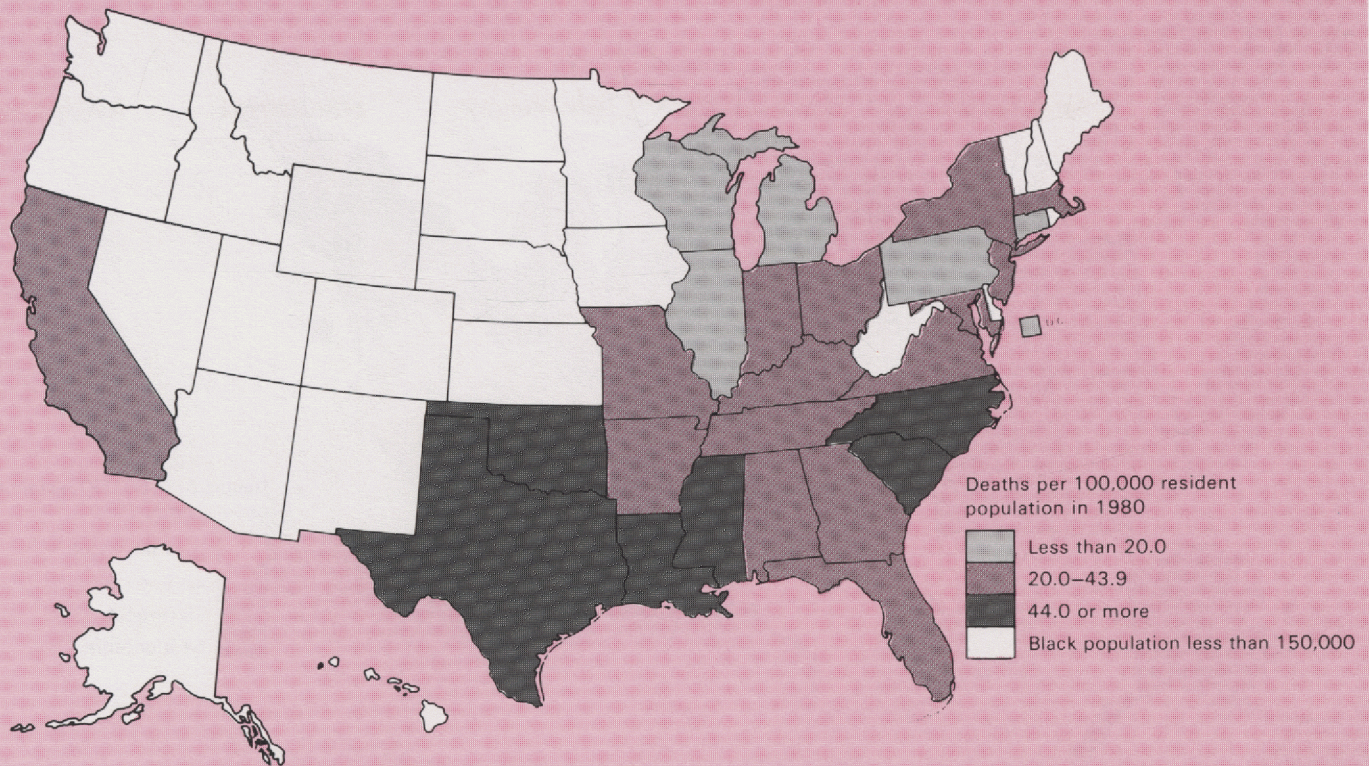 Deaths per 100,000 resident
population in 1980
Less than 20.0
20.0–43.9
44.0 or more
Black population less than 150,000